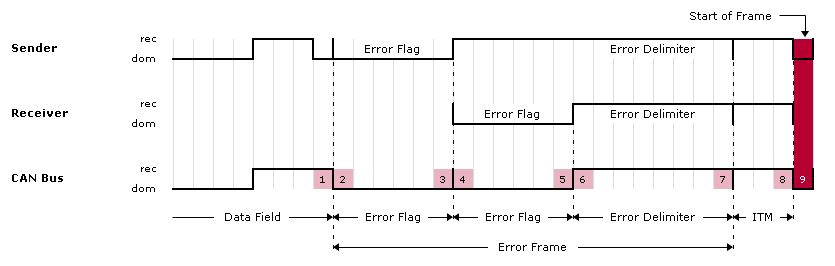 Start of Frame
Sender
rec
dom
Error Flag
Error Delimiter
Receiver
rec
dom
Error Flag
Error Delimiter
CAN Bus
rec
dom
1 2 3 4 5 6 7 8 9
Data Field
Error Flag
Error Flag
Error Delimiter
ITM
Error Frame